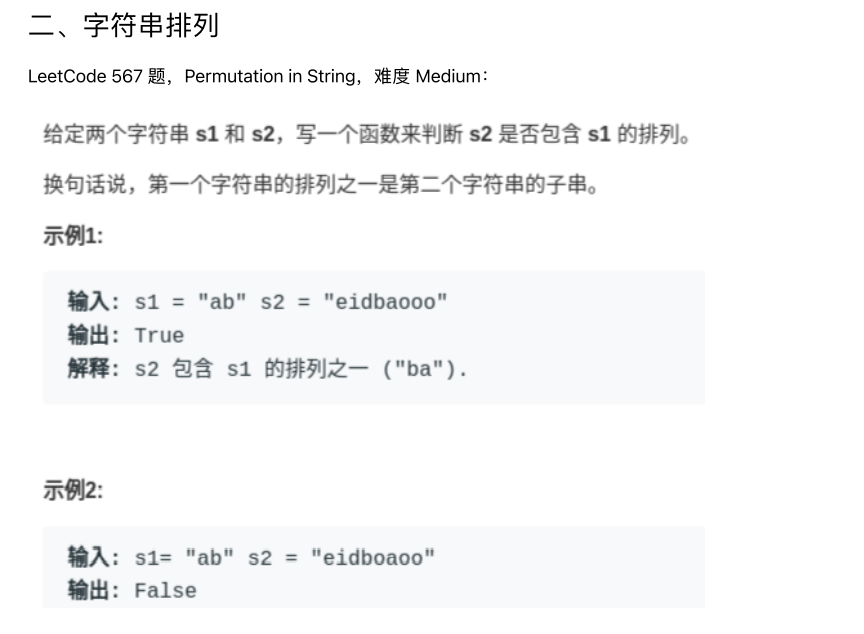 二、字符串排列
LeetCode 567 题，Permutation in String，难度 Medium：
给定两个字符串 s1 和 s2，写一个函数来判断 s2 是否包含 s1 的排列。
换句话说，第一个字符串的排列之一是第二个字符串的子串。
示例1:
输入: s1 = "ab" s2 = "eidbaooo"
输出: True
解释: s2 包含 s1 的排列之一 ("ba").
示例2:
输入: s1= "ab" s2 = "eidboaoo"
输出: False